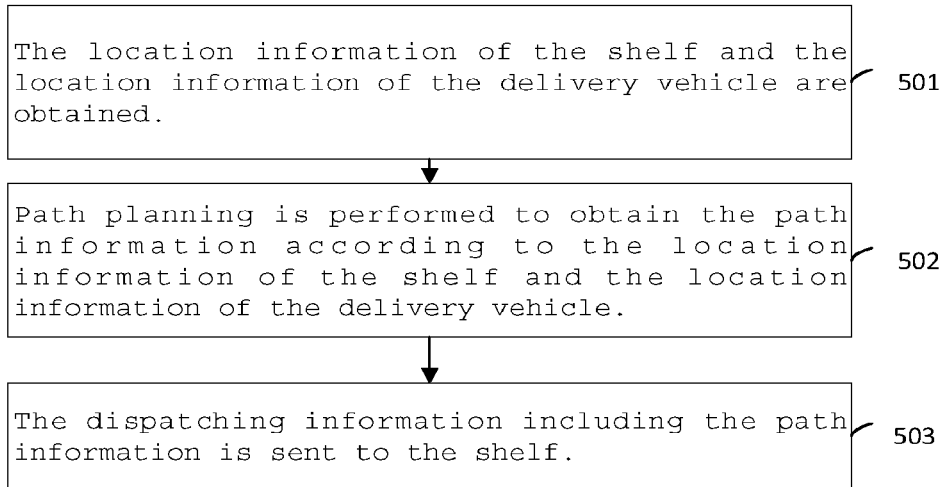 The location information of the shelf and the
location information of the delivery vehicle are
obtained.
501
Path planning is performed to obtain the path
information according to the location
information of the shelf and the location
information of the delivery vehicle.
502
The dispatching information including the path
information is sent to the shelf.
503